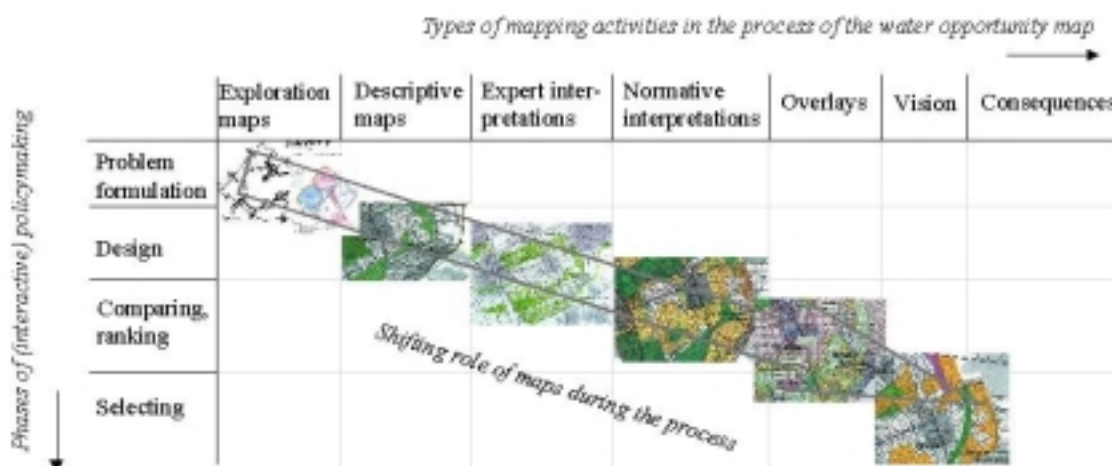 Types of mapping activities in the process of the water opportunity map
Exploration
maps
Descriptive
maps
Expert inter-
pretations
Normative
interpretations
Overlays
Vision
Consequences
Phases of (interactive) policymaking
Problem
formulation
Design
Comparing,
ranking
Selecting
Shifting role of maps during the process